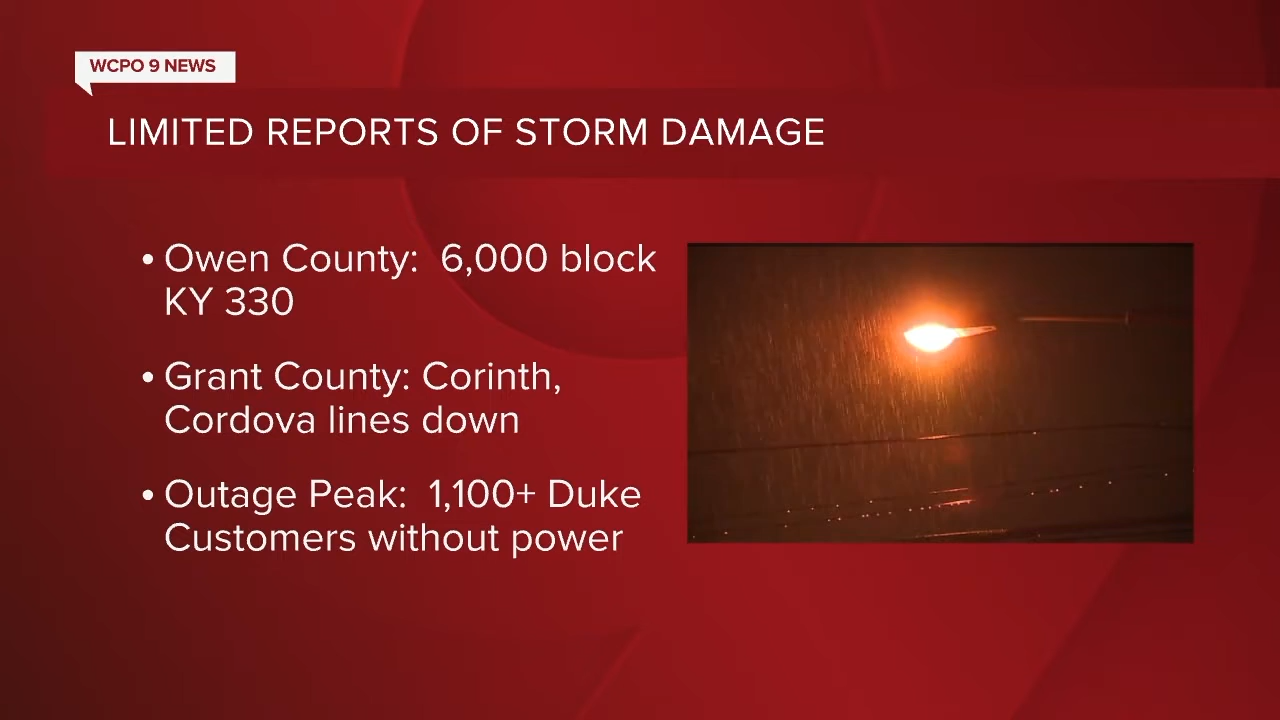 WCPO 9 NEWS
LIMITED REPORTS OF STORM DAMAGE
• Owen County:  6,000 block
KY 330
• Grant County: Corinth,
Cordova lines down
• Outage Peak:  1,100+ Duke
Customers without power